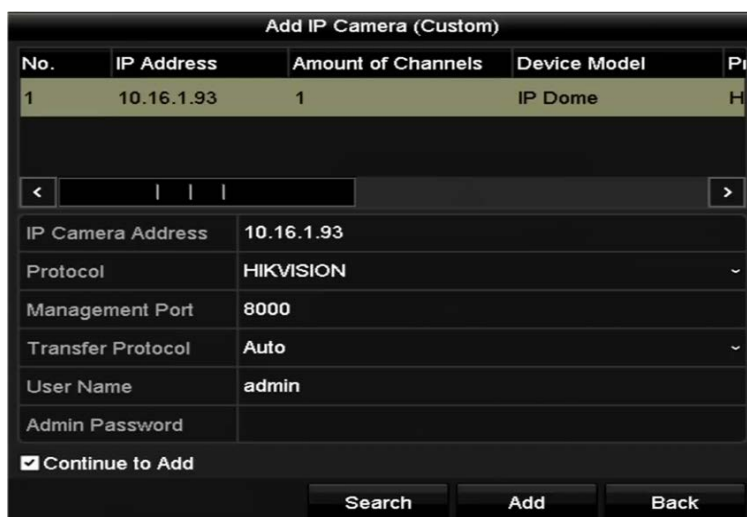 Add IP Camera (Custom)
No. IP Address Amount of Channels Device Model Pr
1 10.16.1.93 1 IP Dome H
IP Camera Address 10.16.1.93
Protocol HIKVISION
Management Port 8000
Transfer Protocol Auto
User Name admin
Admin Password
Continue to Add
Search Add Back